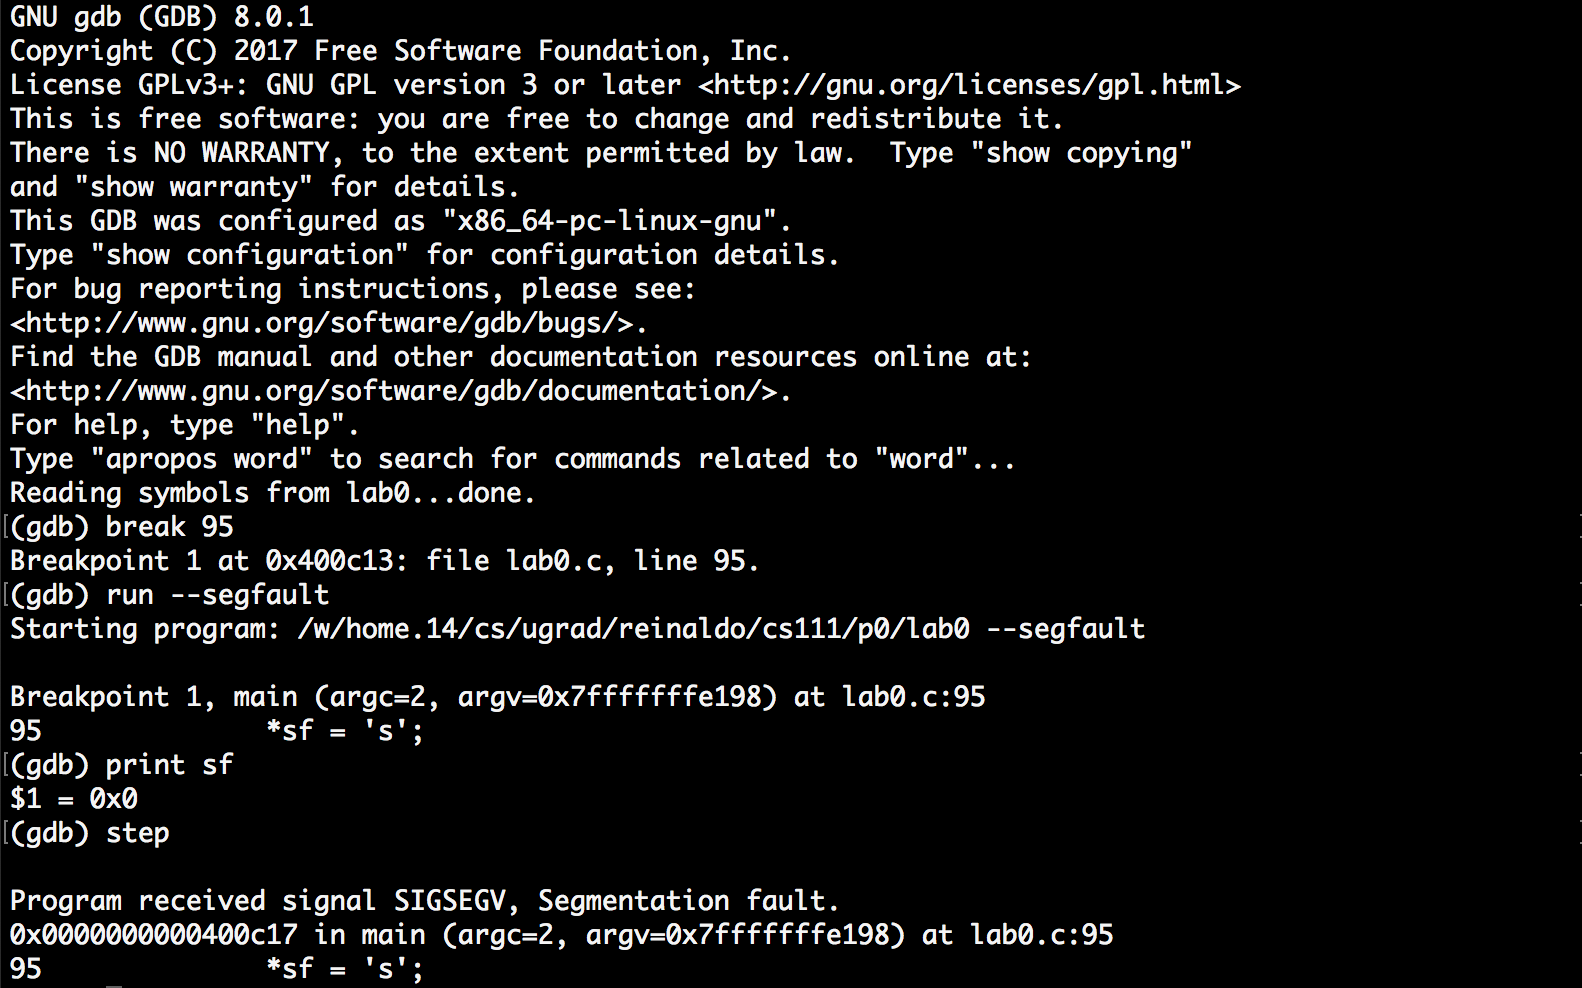 GNU gdb (GDB) 8.0.1
Copyright (C) 2017 Free Software Foundation, Inc.
License GPLv3+: GNU GPL version 3 or later <http://gnu.org/licenses/gpl.html>
This is free software: you are free to change and redistribute it.
There is NO WARRANTY, to the extent permitted by law.  Type "show copying"
and "show warranty" for details.
This GDB was configured as "x86_64-pc-linux-gnu".
Type "show configuration" for configuration details.
For bug reporting instructions, please see:
<http://www.gnu.org/software/gdb/bugs/>.
Find the GDB manual and other documentation resources online at:
<http://www.gnu.org/software/gdb/documentation/>.
For help, type "help".
Type "apropos word" to search for commands related to "word"...
Reading symbols from lab0...done.
(gdb) break 95
Breakpoint 1 at 0x400c13: file lab0.c, line 95.
(gdb) run --segfault
Starting program: /w/home.14/cs/ugrad/reinaldo/cs111/p0/lab0 --segfault

Breakpoint 1, main (argc=2, argv=0x7fffffffe198) at lab0.c:95
95              *sf = 's';
(gdb) print sf
$1 = 0x0
(gdb) step

Program received signal SIGSEGV, Segmentation fault.
0x0000000000400c17 in main (argc=2, argv=0x7fffffffe198) at lab0.c:95
95              *sf = 's';